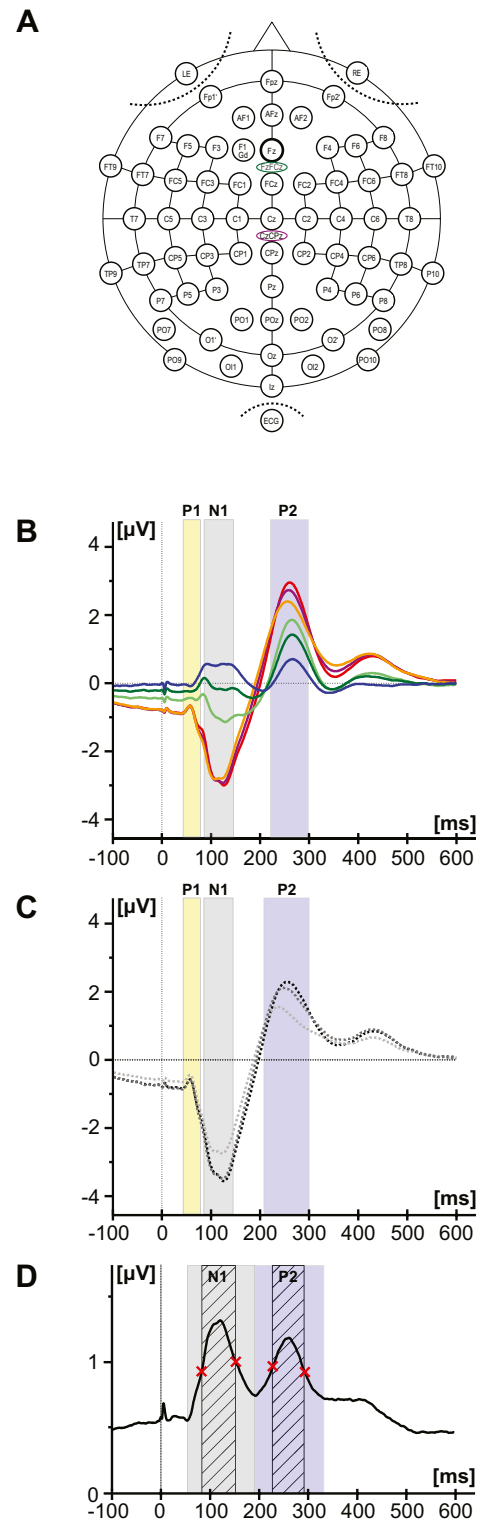 A
LE RE
Fpz
Fp1' Fp2'
AF1 AFz AF2
F7 F5 F3 F1 Gd Fz F4 F6 F8
FzFCz
FT9 FT7 FC5 FC3 FC1 FCz FC2 FC4 FC6 FT8 FT10
T7 C5 C3 C1 Cz C2 C4 C6 T8
CzCPz
TP9 TP7 CP5 CP3 CP1 CPz CP2 CP4 CP6 TP8 P10
P7 P5 P3 Pz P4 P6 P8
PO7 PO1 POz PO2 PO8
O1' O2'
PO9 OI1 Oz OI2 PO10
Iz
ECG
B
[µV] P1 N1 P2
4
2
0
-2
-4
[ms]
-100 0 100 200 300 400 500 600
C
[µV] P1 N1 P2
4
2
0
-2
-4
[ms]
-100 0 100 200 300 400 500 600
D
[µV] N1 P2
1
0
[ms]
-100 0 100 200 300 400 500 600